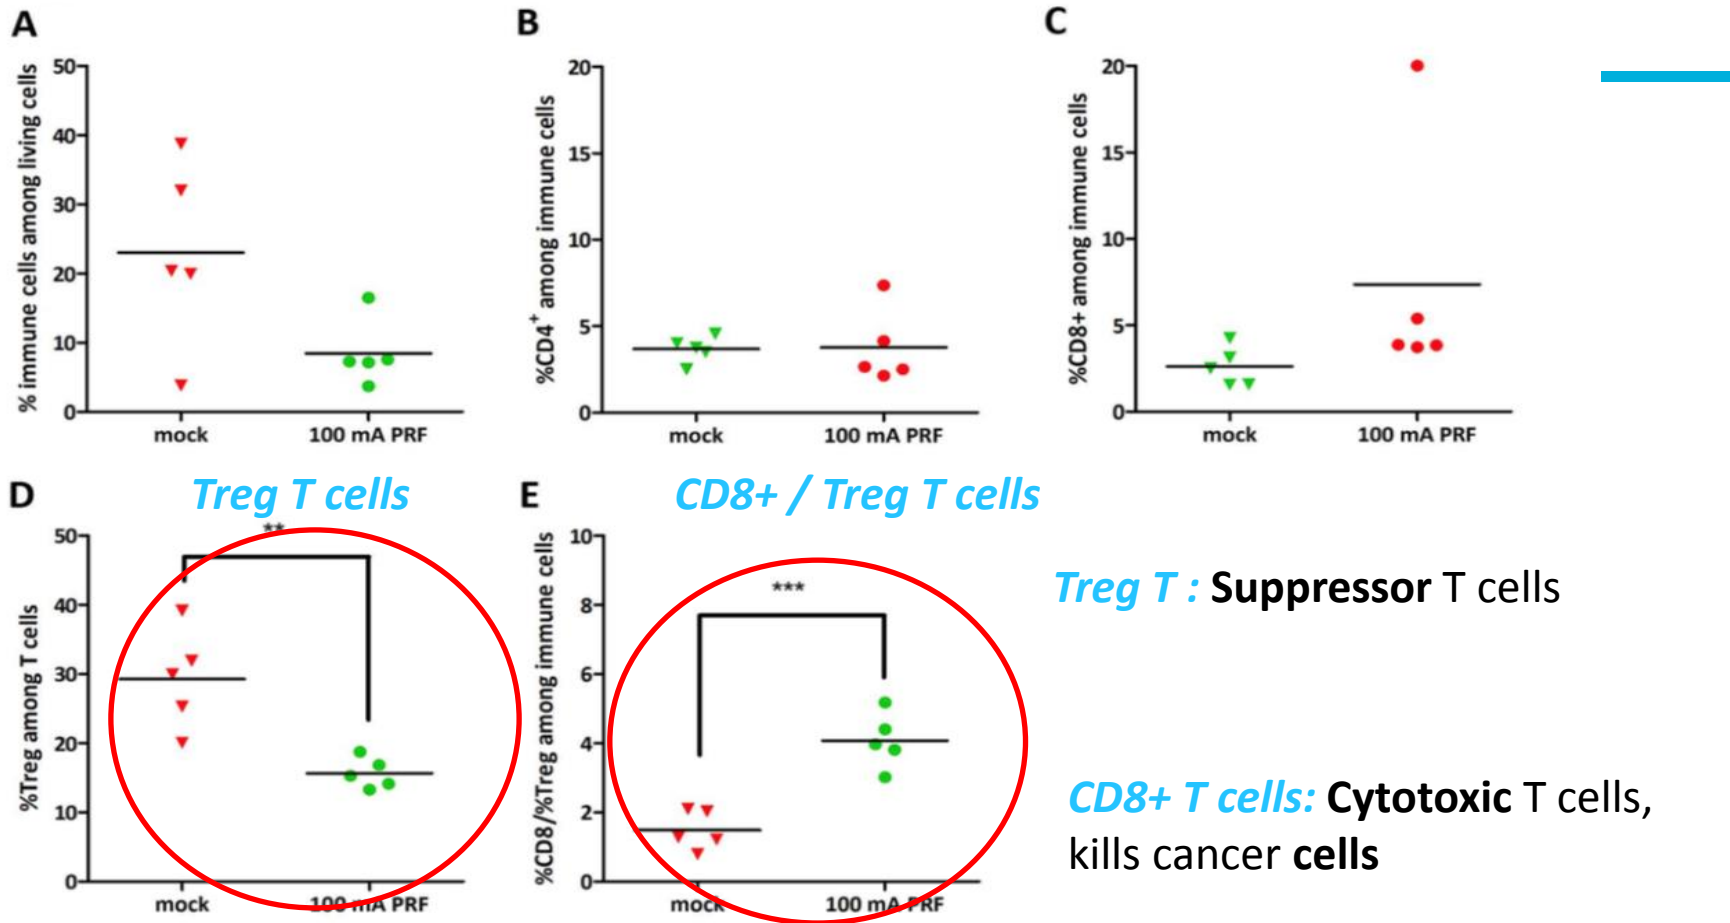 A
B
C
% immune cells among living cells
50
40
30
20
10
0
mock
100 mA PRF
%CD4+ among immune cells
20
15
10
5
0
mock
100 mA PRF
%CD8+ among immune cells
20
15
10
5
0
mock
100 mA PRF
D
Treg T cells
E
CD8+ / Treg T cells
%Treg among T cells
50
40
30
20
10
0
**
mock
100 mA PRF
%CD8/%Treg among immune cells
10
8
6
4
2
0
***
mock
100 mA PRF
Treg T : Suppressor T cells
CD8+ T cells: Cytotoxic T cells,
kills cancer cells